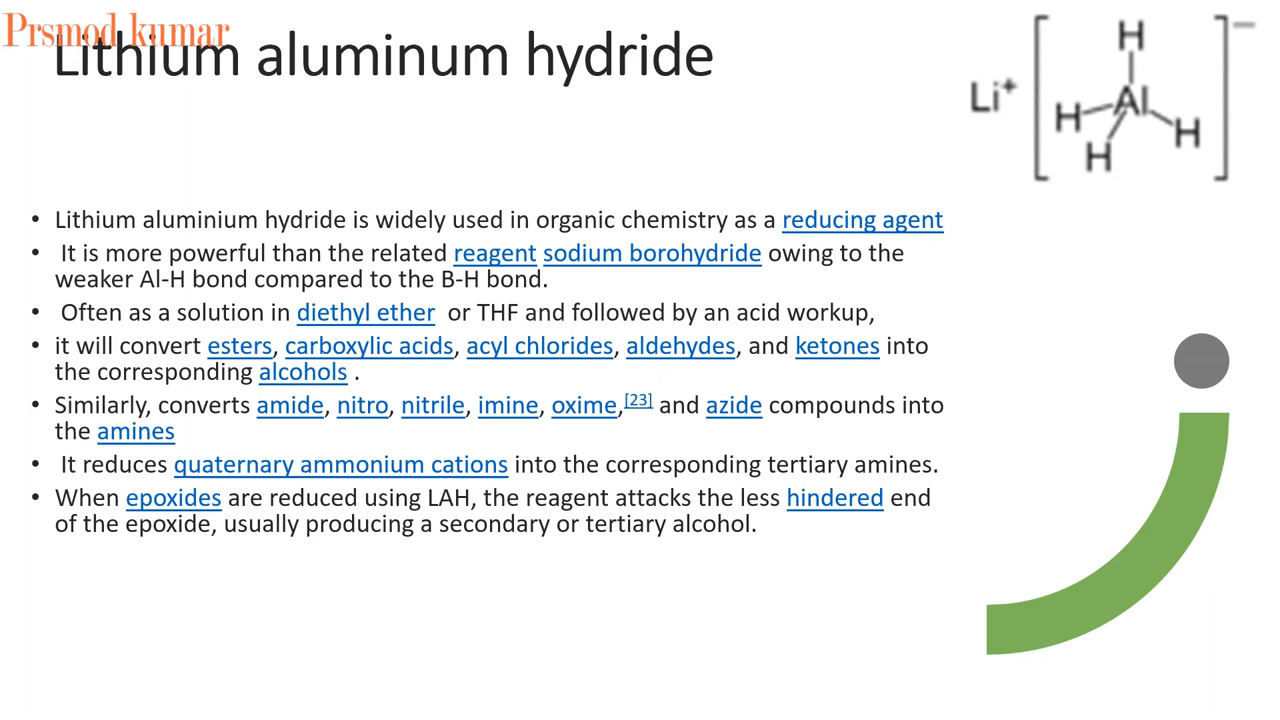 Prsmod kumar
Lithium aluminum hydride
H
Li+
Al
H
H
H
−
• Lithium aluminium hydride is widely used in organic chemistry as a reducing agent
• It is more powerful than the related reagent sodium borohydride owing to the
weaker Al-H bond compared to the B-H bond.
• Often as a solution in diethyl ether or THF and followed by an acid workup,
• it will convert esters, carboxylic acids, acyl chlorides, aldehydes, and ketones into
the corresponding alcohols .
• Similarly, converts amide, nitro, nitrile, imine, oxime,[23] and azide compounds into
the amines
• It reduces quaternary ammonium cations into the corresponding tertiary amines.
• When epoxides are reduced using LAH, the reagent attacks the less hindered end
of the epoxide, usually producing a secondary or tertiary alcohol.